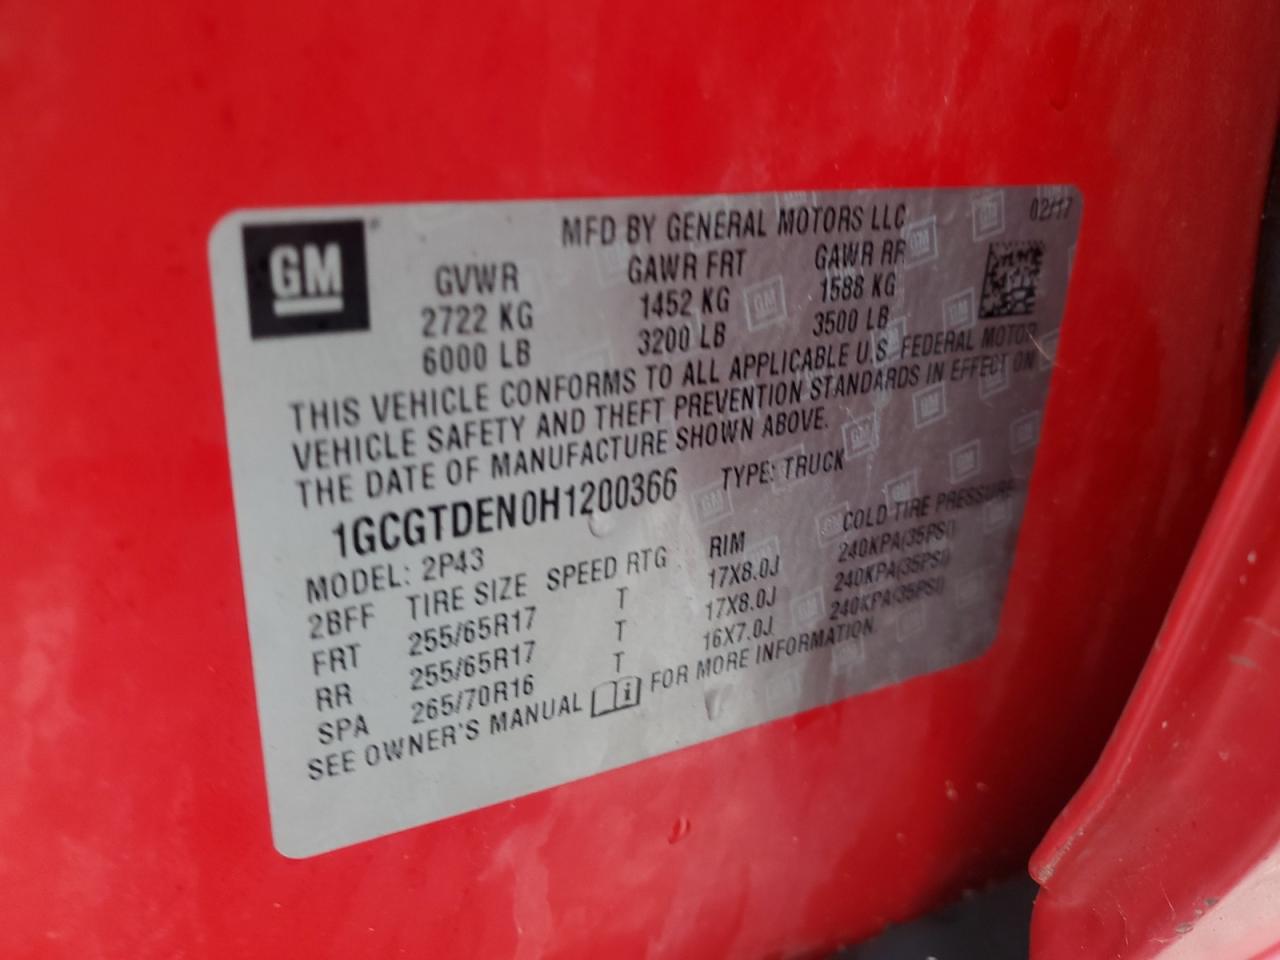 GM
MFD BY GENERAL MOTORS LLC 02/17
GVWR GAWR FRT GAWR RR
2722 KG 1452 KG 1588 KG
6000 LB 3200 LB 3500 LB
THIS VEHICLE CONFORMS TO ALL APPLICABLE U.S. FEDERAL MOTOR
VEHICLE SAFETY AND THEFT PREVENTION STANDARDS IN EFFECT ON
THE DATE OF MANUFACTURE SHOWN ABOVE.
1GCGTDEN0H1200366 TYPE: TRUCK
MODEL: 2P43
2BFF TIRE SIZE SPEED RTG RIM COLD TIRE PRESSURE
FRT 255/65R17 T 17X8.0J 240KPA(35PSI)
RR 255/65R17 T 17X8.0J 240KPA(35PSI)
SPA 265/70R16 T 16X7.0J 240KPA(35PSI)
SEE OWNER'S MANUAL FOR MORE INFORMATION